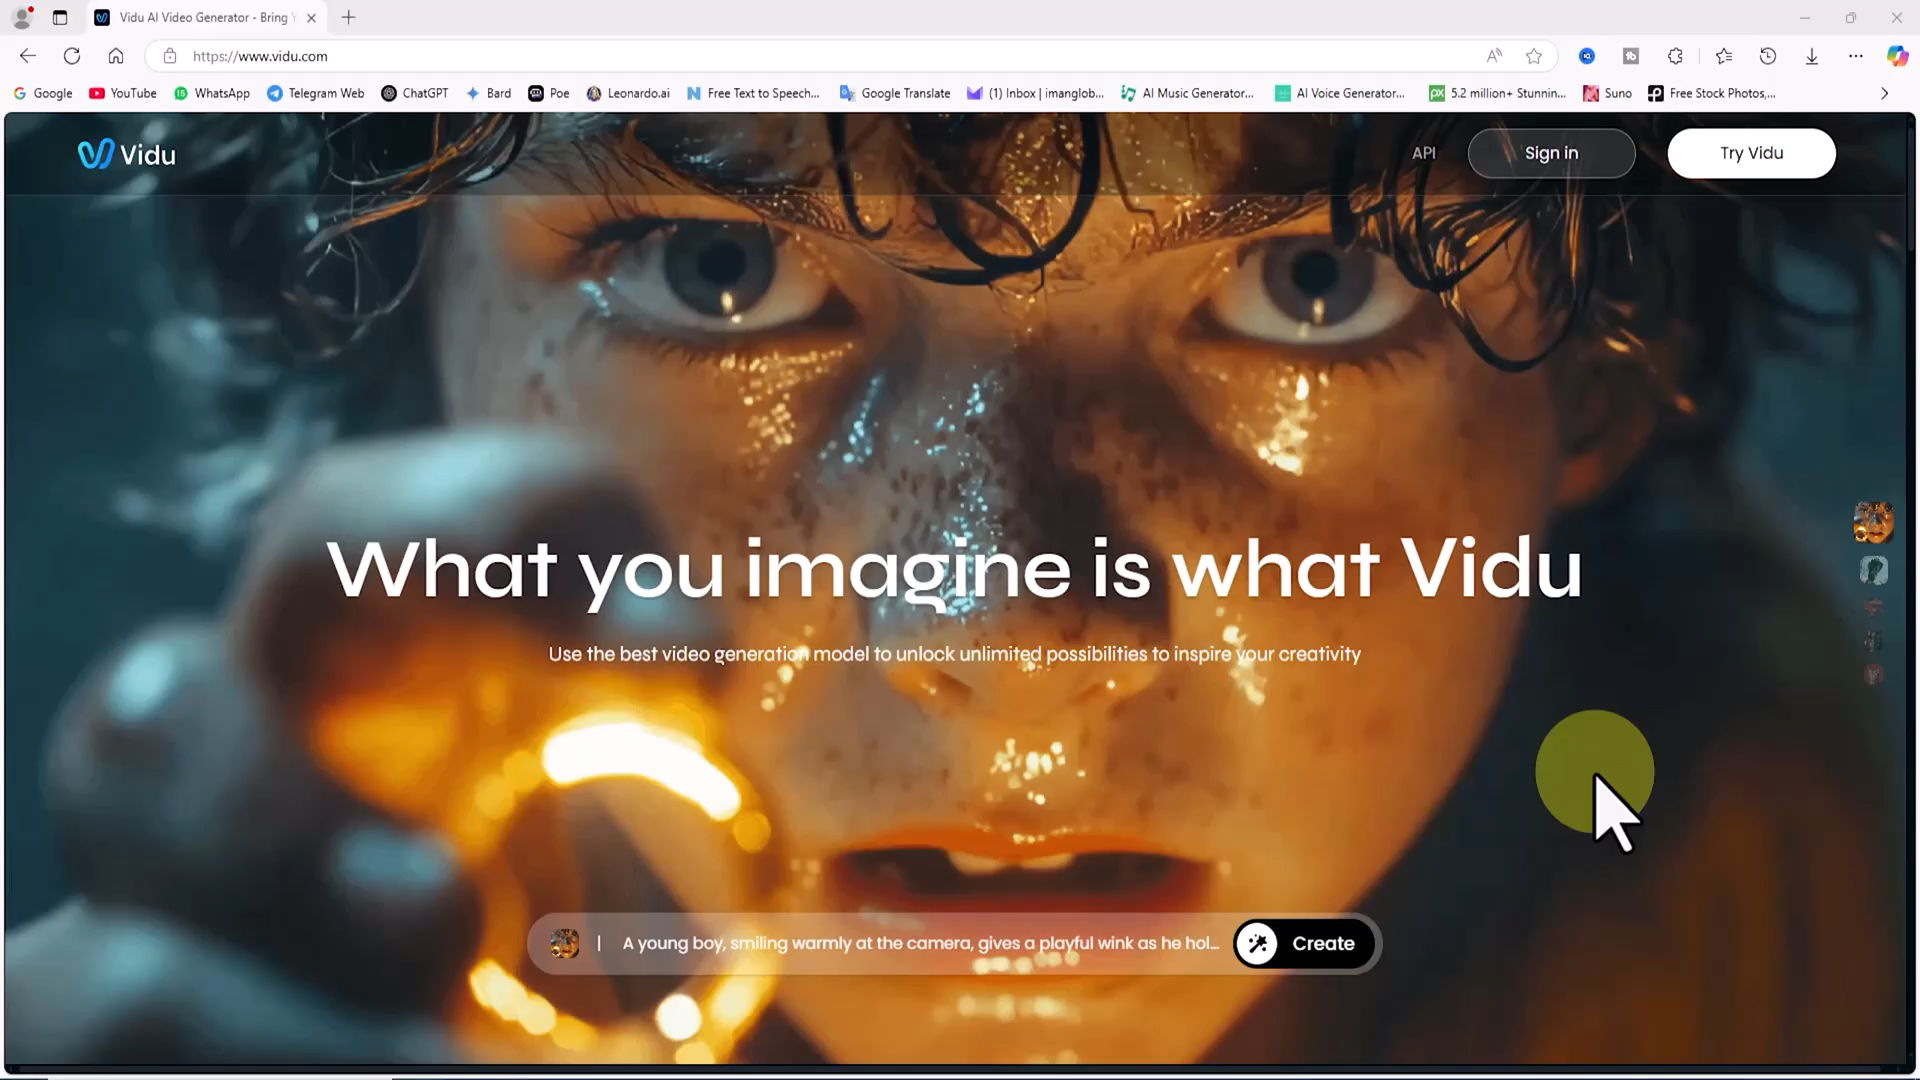 Vidu AI Video Generator - Bring Y
https://www.vidu.com
Google YouTube WhatsApp Telegram Web ChatGPT Bard Poe Leonardo.ai Free Text to Speech... Google Translate (1) Inbox | imanglob... AI Music Generator... AI Voice Generator... 5.2 million+ Stunnin... Suno Free Stock Photos,...
Vidu
API
Sign in
Try Vidu
What you imagine is what Vidu
Use the best video generation model to unlock unlimited possibilities to inspire your creativity
A young boy, smiling warmly at the camera, gives a playful wink as he hol...
Create